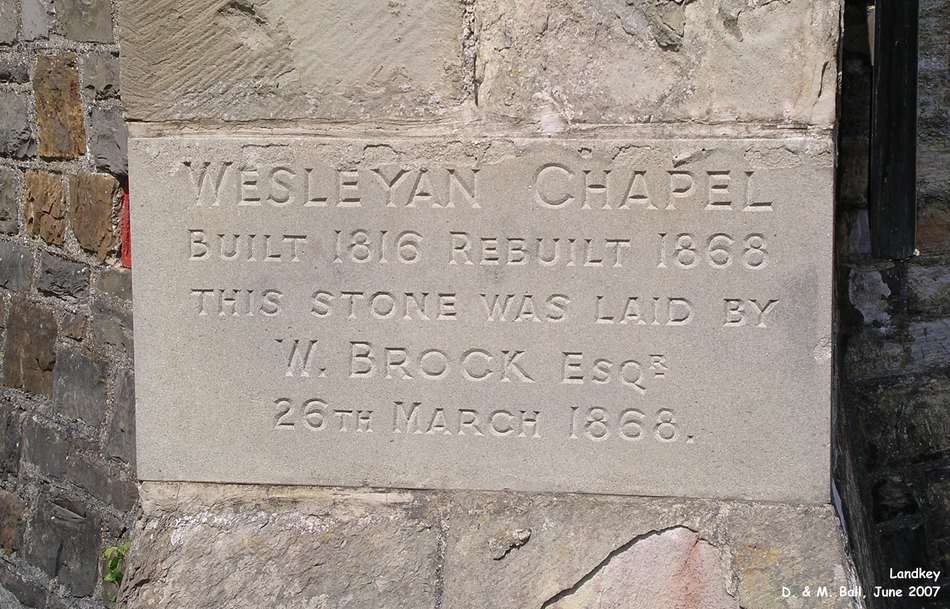 WESLEYAN CHAPEL
BUILT 1816 REBUILT 1868
THIS STONE WAS LAID BY
W. BROCK ESQR
26TH MARCH 1868.
Landkey
D. & M. Ball, June 2007